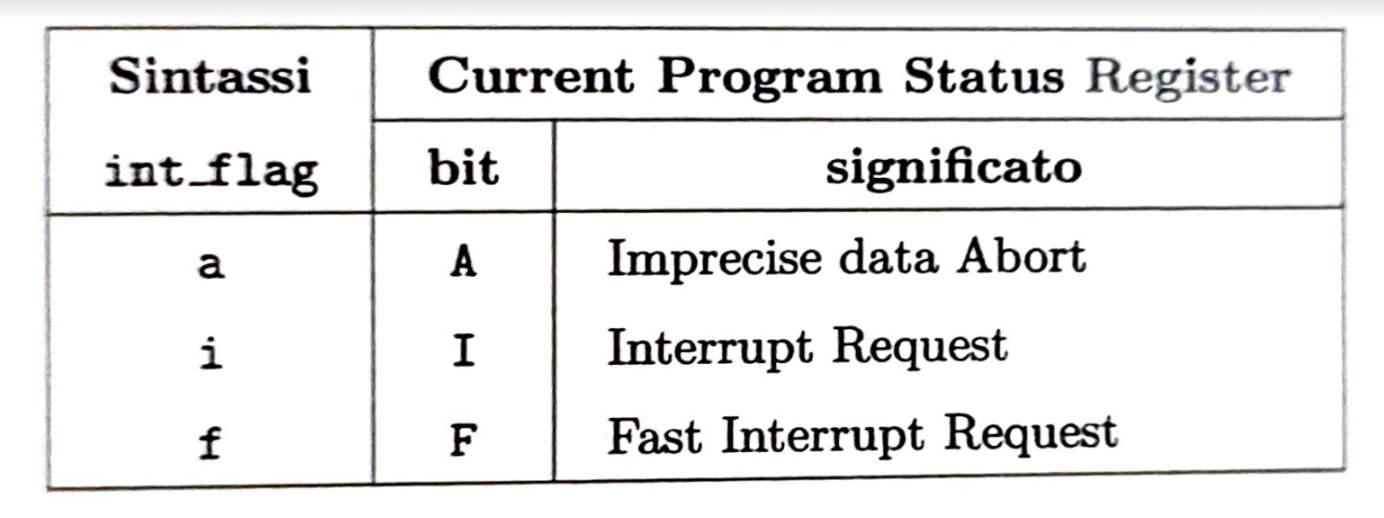 Sintassi Current Program Status Register
int_flag bit significato
a A Imprecise data Abort
i I Interrupt Request
f F Fast Interrupt Request